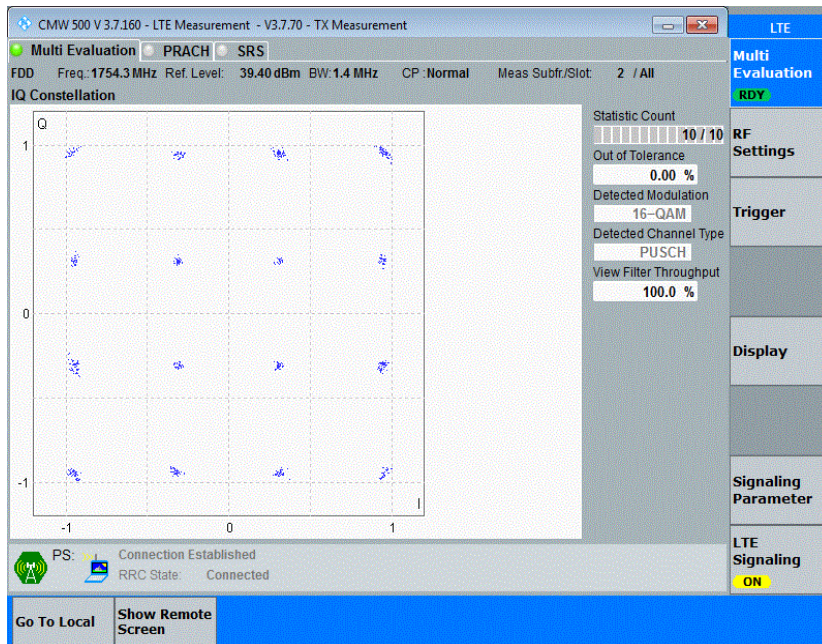 CMW 500 V 3.7.160 - LTE Measurement - V3.7.70 - TX Measurement
LTE
Multi Evaluation PRACH SRS
Multi
Evaluation
RDY
FDD Freq.: 1754.3 MHz Ref. Level: 39.40 dBm BW: 1.4 MHz CP : Normal Meas Subfr./Slot: 2 / All
IQ Constellation
Q
1
0
-1
-1
0
1
I
Statistic Count
10 / 10
Out of Tolerance
0.00 %
Detected Modulation
16-QAM
Detected Channel Type
PUSCH
View Filter Throughput
100.0 %
RF
Settings
Trigger
Display
Signaling
Parameter
LTE
Signaling
ON
PS: Connection Established
RRC State: Connected
Go To Local
Show Remote
Screen